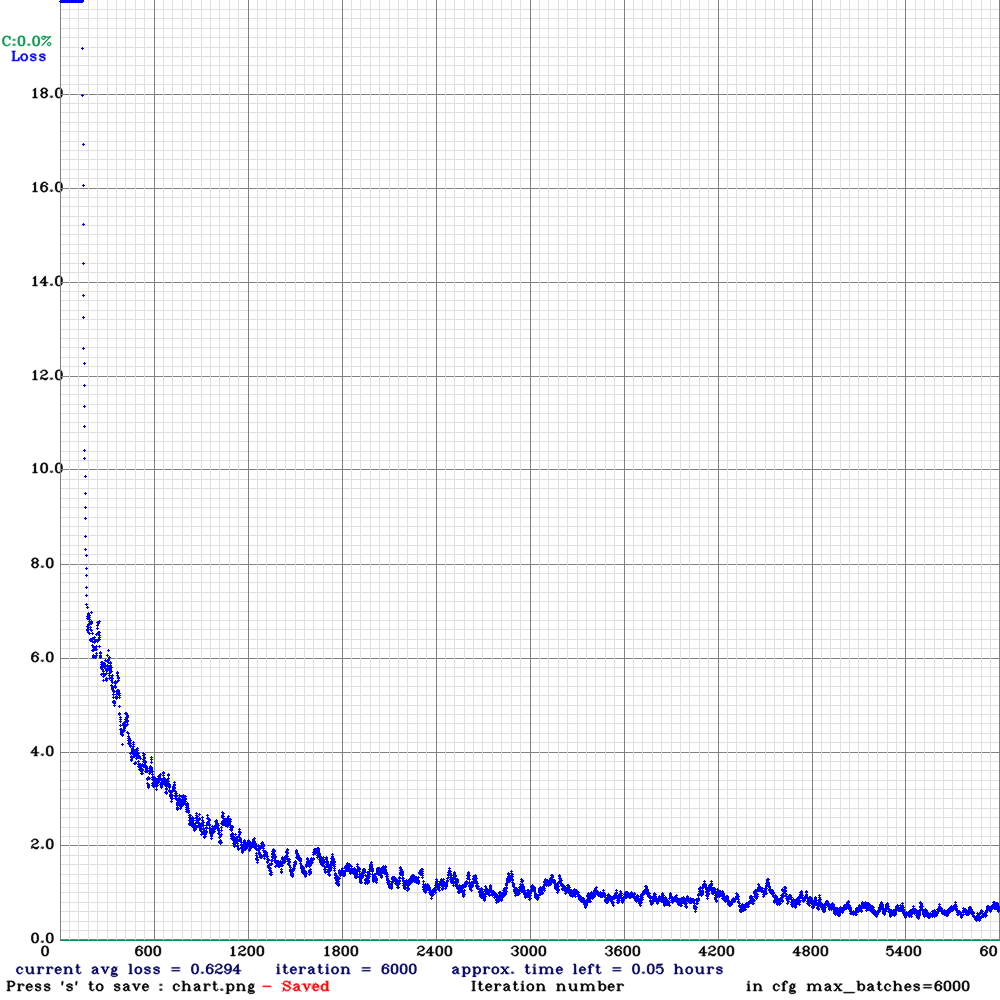 C:0.0%
Loss
18.0
16.0
14.0
12.0
10.0
8.0
6.0
4.0
2.0
0.0
0 600 1200 1800 2400 3000 3600 4200 4800 5400 60
current avg loss = 0.6294 iteration = 6000 approx. time left = 0.05 hours
Press 's' to save : chart.png - Saved Iteration number in cfg max_batches=6000